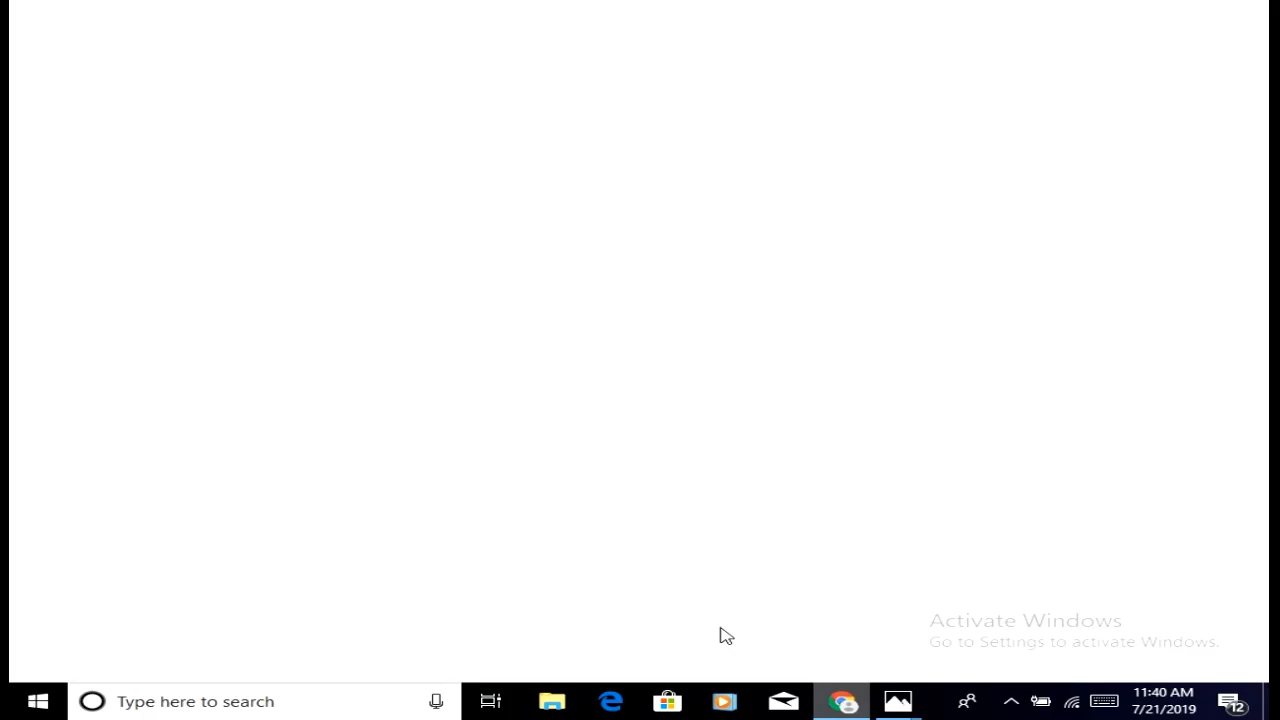 Activate Windows
Go to Settings to activate Windows.
Type here to search
11:40 AM
7/21/2019
12